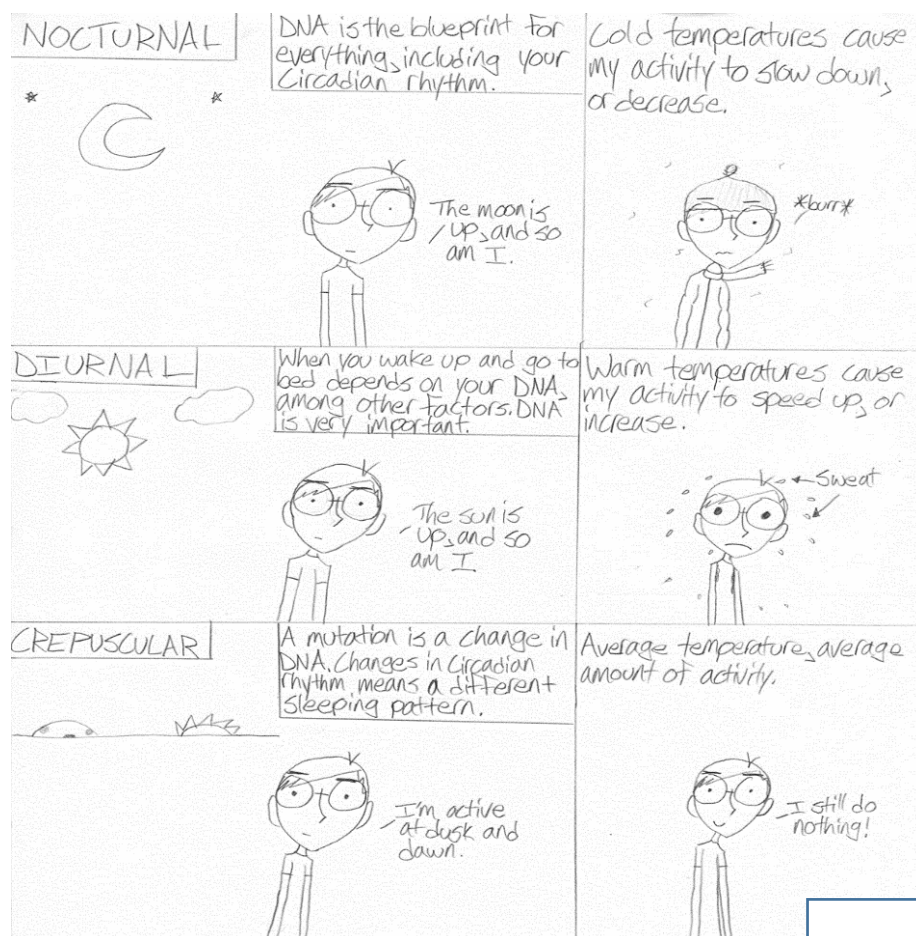 NOCTURNAL
DNA is the blueprint for
everything, including your
Circadian rhythm.
The moon is
up, and so
am I.
Cold temperatures cause
my activity to slow down,
or decrease.
*burr*
DIURNAL
When you wake up and go to
bed depends on your DNA,
among other factors. DNA
is very important.
The sun is
up, and so
am I
Warm temperatures cause
my activity to speed up, or
increase.
Sweat
CREPUSCULAR
A mutation is a change in
DNA. Changes in Circadian
rhythm means a different
sleeping pattern.
I'm active
at dusk and
dawn.
Average temperature, average
amount of activity.
I still do
nothing!